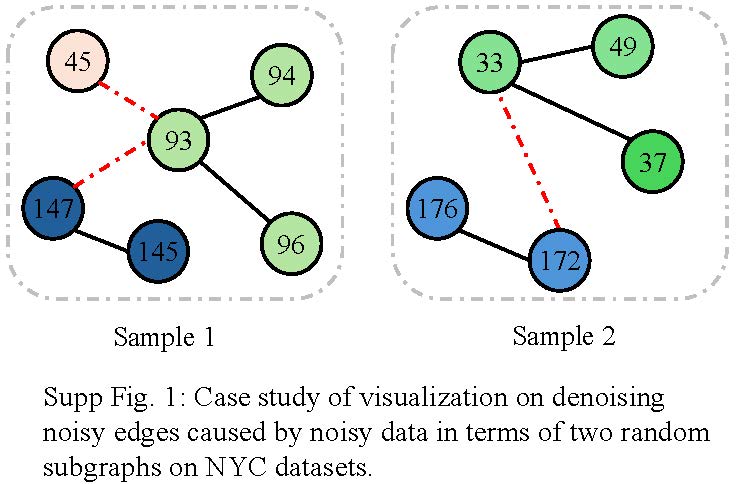 45
94
93
147
145
96
33
49
37
176
172
Sample 1
Sample 2
Supp Fig. 1: Case study of visualization on denoising
noisy edges caused by noisy data in terms of two random
subgraphs on NYC datasets.